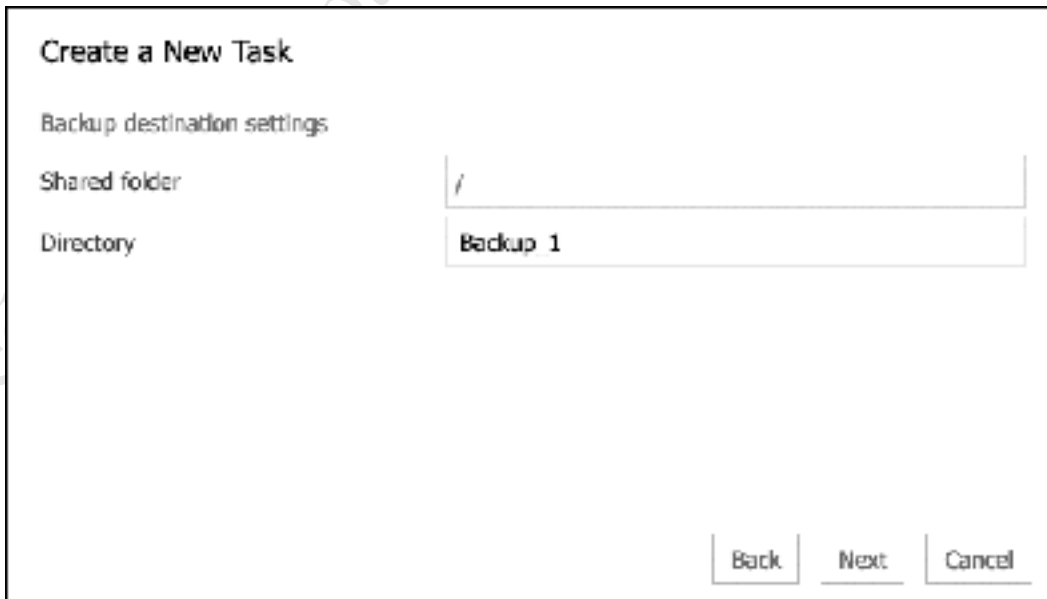 Create a New Task
Backup destination settings
Shared folder /
Directory Backup_1
Back Next Cancel